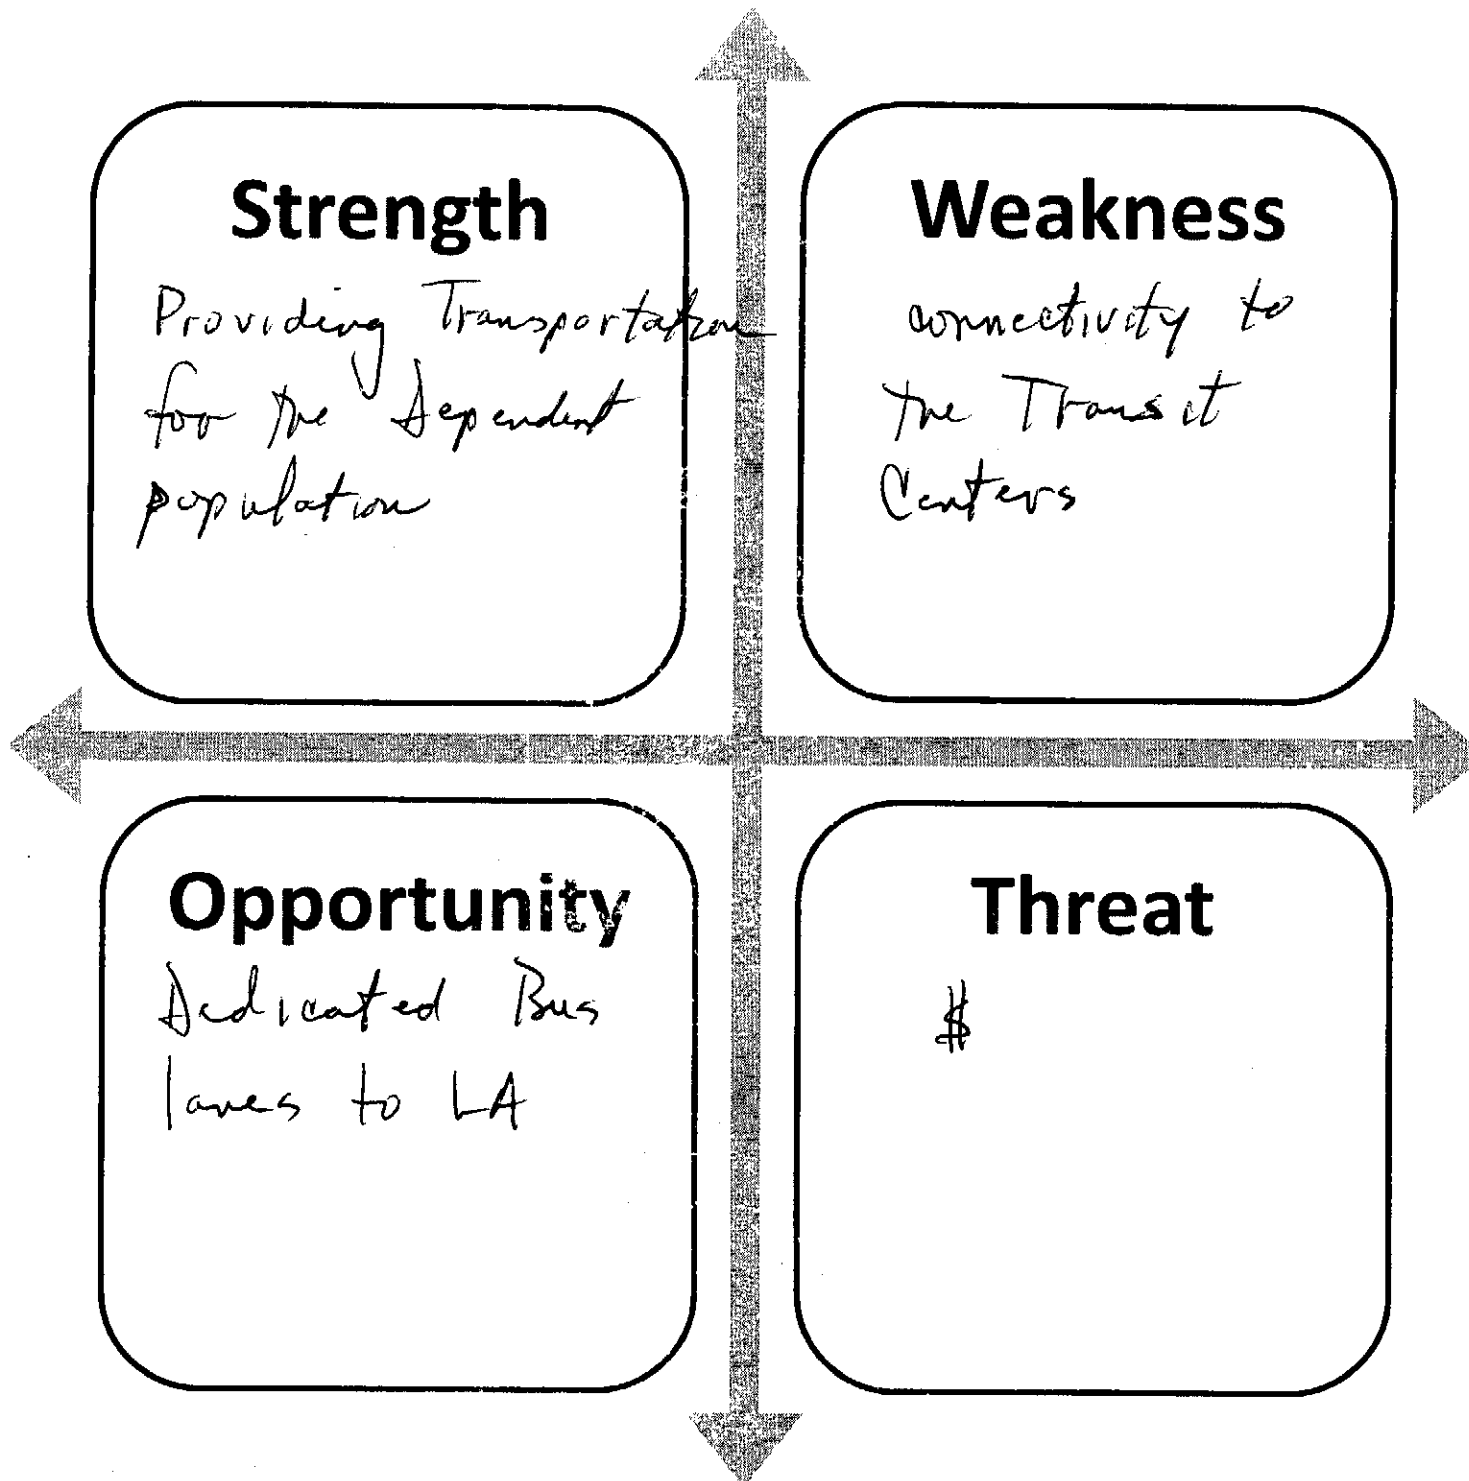 Strength
Providing Transportation
for the Dependent
population
Weakness
connectivity to
the Transit
Centers
Opportunity
Dedicated Bus
lanes to LA
Threat
$